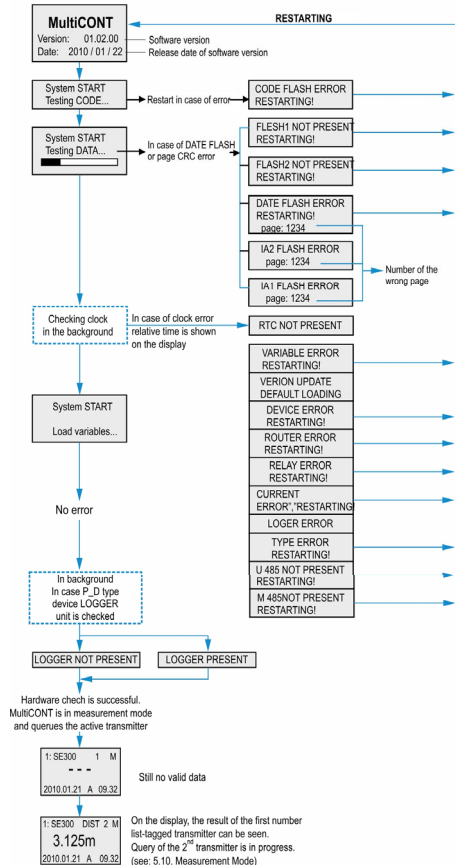 MultiCONT
Version: 01.02.00
Date: 2010 / 01 / 22
RESTARTING
Software version
Release date of software version
System START
Testing CODE...
Restart in case of error
CODE FLASH ERROR
RESTARTING!
System START
Testing DATA...
In case of DATE FLASH
or page CRC error
FLESH1 NOT PRESENT
RESTARTING!
FLASH2 NOT PRESENT
RESTARTING!
DATE FLASH ERROR
RESTARTING!
page: 1234
IA2 FLASH ERROR
page: 1234
IA1 FLASH ERROR
page: 1234
Number of the
wrong page
Checking clock
in the background
In case of clock error
relative time is shown
on the display
RTC NOT PRESENT
System START
Load variables...
VARIABLE ERROR
RESTARTING!
VERION UPDATE
DEFAULT LOADING
DEVICE ERROR
RESTARTING!
ROUTER ERROR
RESTARTING!
RELAY ERROR
RESTARTING!
CURRENT
ERROR","RESTARTING!
LOGER ERROR
TYPE ERROR
RESTARTING!
U 485 NOT PRESENT
RESTARTING!
M 485NOT PRESENT
RESTARTING!
No error
In background
In case P_D type
device LOGGER
unit is checked
LOGGER NOT PRESENT
LOGGER PRESENT
Hardware chech is successful.
MultiCONT is in measurement mode
and querues the active transmitter
1: SE300 1 M
- - -
2010.01.21 A 09.32
Still no valid data
1: SE300 DIST 2 M
3.125m
2010.01.21 A 09.32
On the display, the result of the first number
list-tagged transmitter can be seen.
Query of the 2nd transmitter is in progress.
(see: 5.10. Measurement Mode)